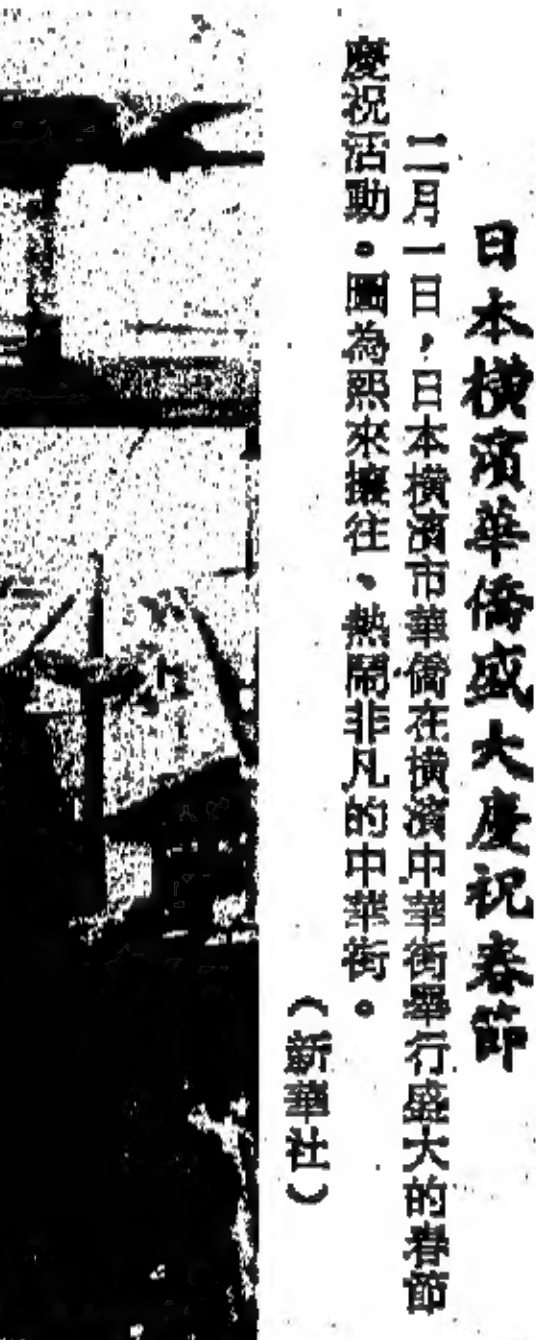 日本橫濱華僑盛大慶祝春節
二月一日，日本橫濱市華僑在橫濱中華街舉行盛大的春節
慶祝活動。圖為熙來攘往、熱鬧非凡的中華街。
（新華社）